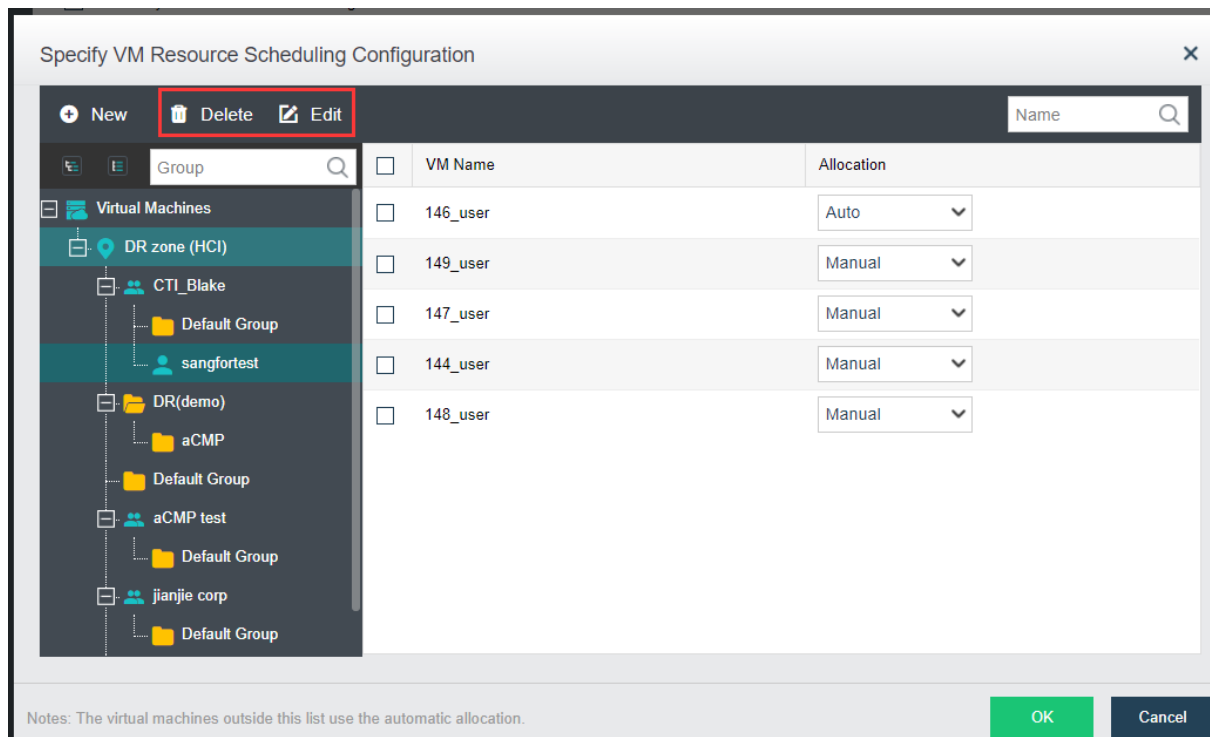 Specify VM Resource Scheduling Configuration
New Delete Edit Name
Group
VM Name Allocation
Virtual Machines
DR zone (HCI)
CTI_Blake
Default Group
sangfortest
DR(demo)
aCMP
Default Group
aCMP test
Default Group
jianjie corp
Default Group
146_user Auto
149_user Manual
147_user Manual
144_user Manual
148_user Manual
Notes: The virtual machines outside this list use the automatic allocation.
OK Cancel